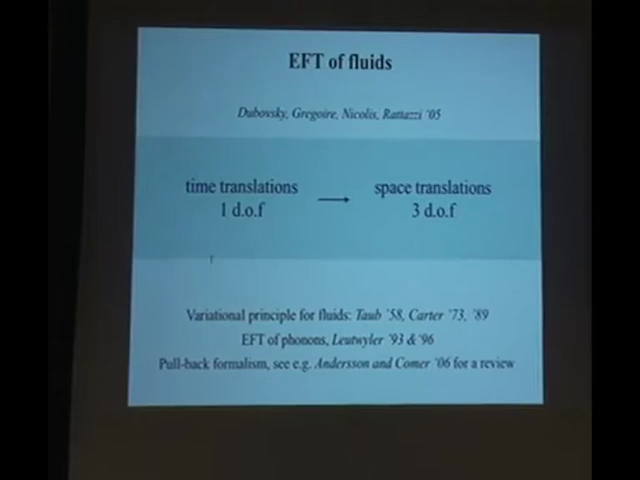 EFT of fluids
Dubovsky, Gregoire, Nicolis, Rattazzi '05
time translations → space translations
1 d.o.f 3 d.o.f
Variational principle for fluids: Taub '58, Carter '73, '89
EFT of phonons, Leutwyler '93 & '96
Pull-back formalism, see e.g. Andersson and Comer '06 for a review